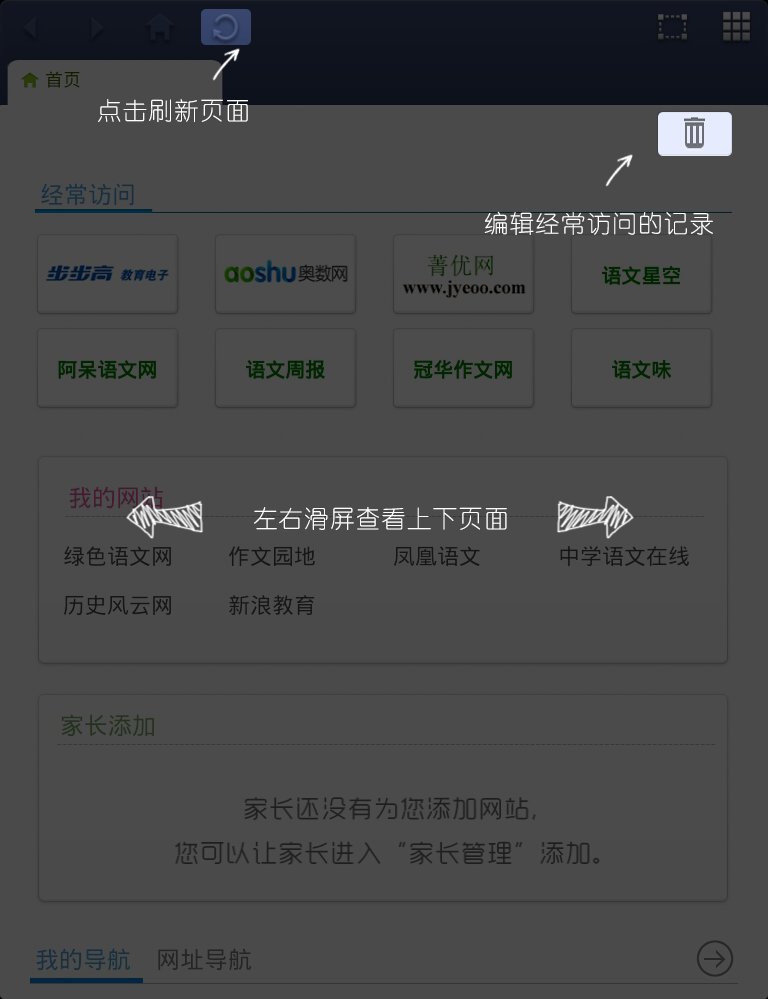 首页
点击刷新页面
经常访问
编辑经常访问的记录
步步高 教育电子
aoshu奥数网
菁优网
www.jyeoo.com
语文星空
阿呆语文网
语文周报
冠华作文网
语文味
我的网站
左右滑屏查看上下页面
绿色语文网
作文园地
凤凰语文
中学语文在线
历史风云网
新浪教育
家长添加
家长还没有为您添加网站,
您可以让家长进入“家长管理”添加。
我的导航
网址导航